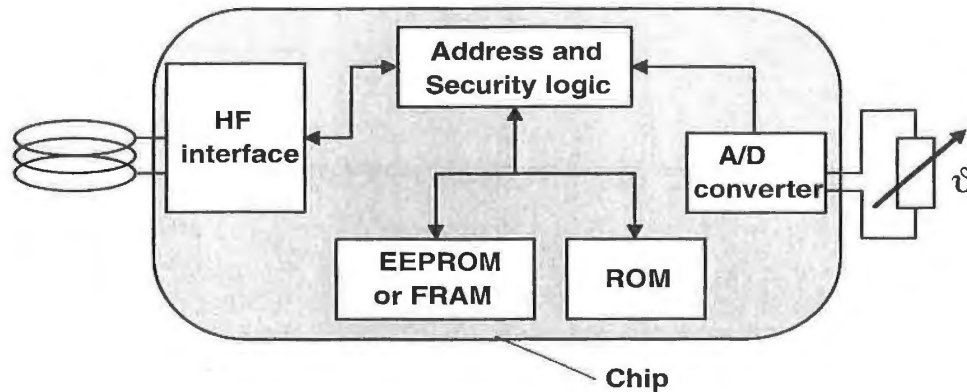 Address and
Security logic
HF
interface
A/D
converter
ϑ
EEPROM
or FRAM
ROM
Chip